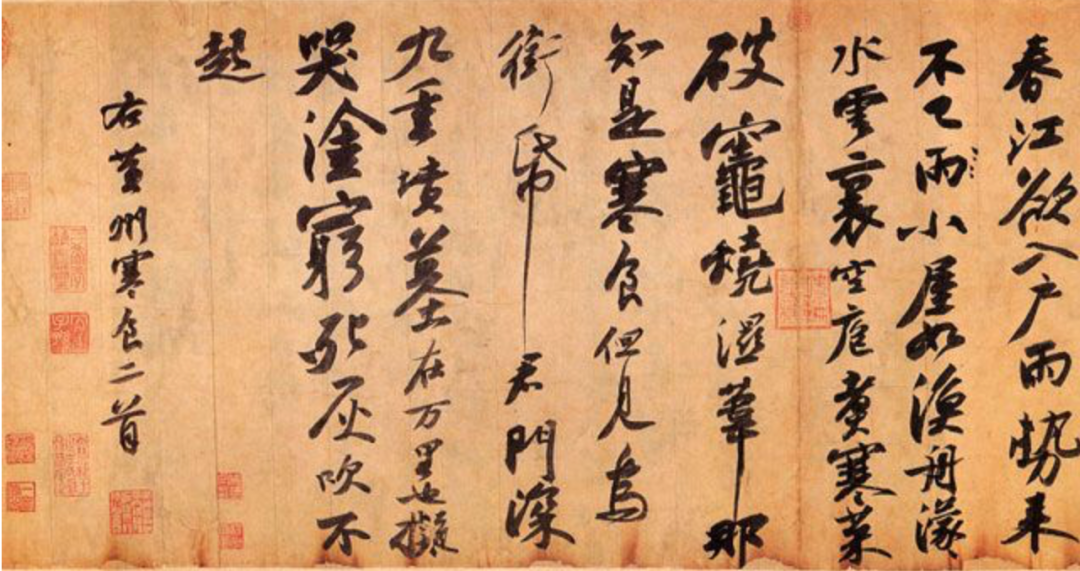 春江欲入户雨勢来
不已雨小屋如漁舟濛々
水雲裏空庖煑寒菜
破竈燒濕葦那
知是寒食但見烏
銜帋君門深
九重墳墓在万里也擬
哭塗窮死灰吹不
起
右黄州寒食二首